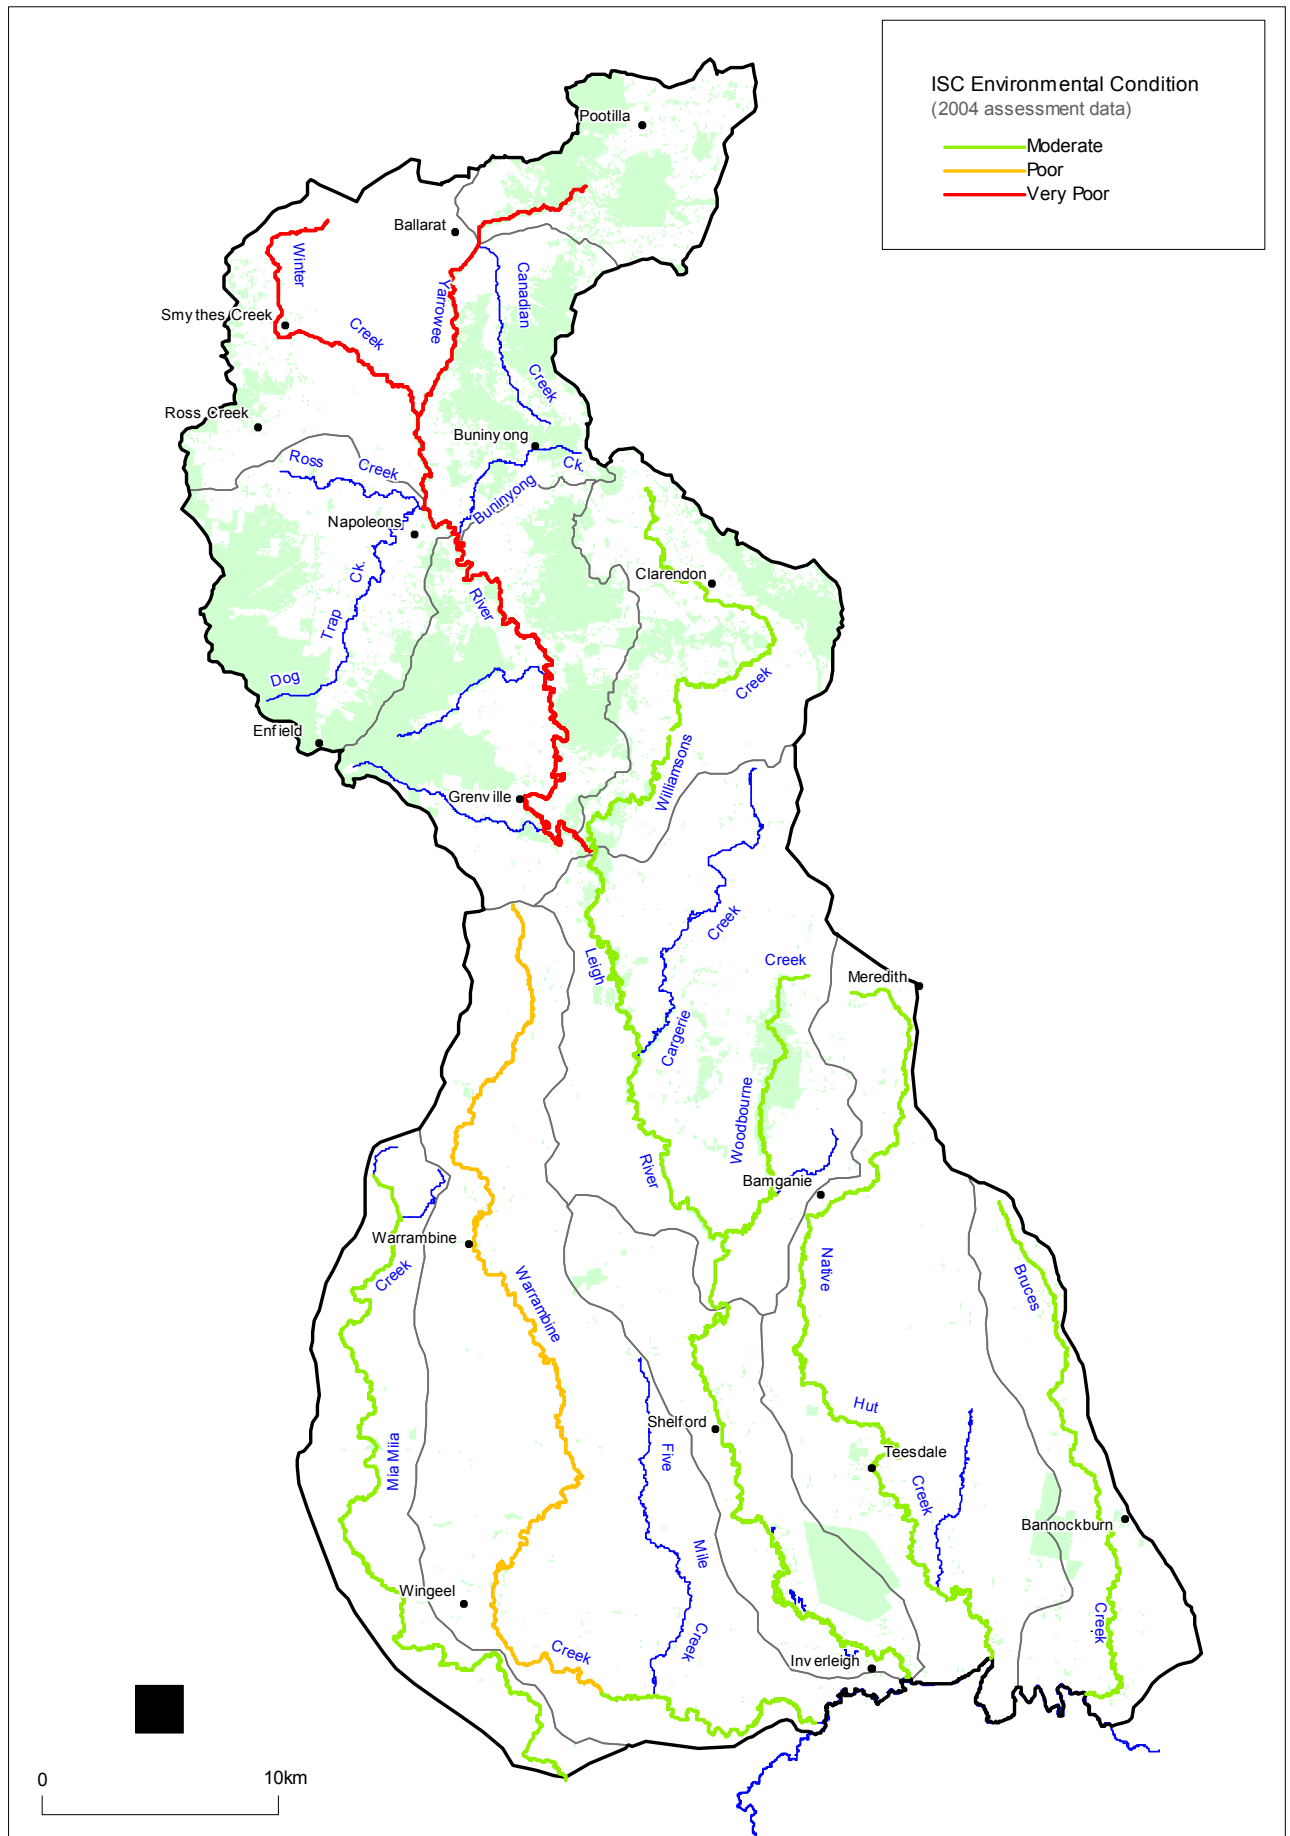 ISC Environmental Condition
(2004 assessment data)
Moderate
Poor
Very Poor
Pootilla
Ballarat
Winter
Canadian
Yarrowee
Smythes Creek
Creek
Creek
Ross Creek
Buninyong
Ross
Creek
Ck.
Buninyong
Napoleons
Ck.
Clarendon
River
Trap
Dog
Creek
Enfield
Williamsons
Grenville
Creek
Leigh
Creek
Meredith
Cargerie
Woodbourne
River
Bamganie
Warrambine
Creek
Native
Bruces
Warrambine
Hut
Shelford
Mia Miia
Five
Teesdale
Creek
Bannockburn
Mile
Wingeel
Creek
Creek
Creek
Inverleigh
0
10km